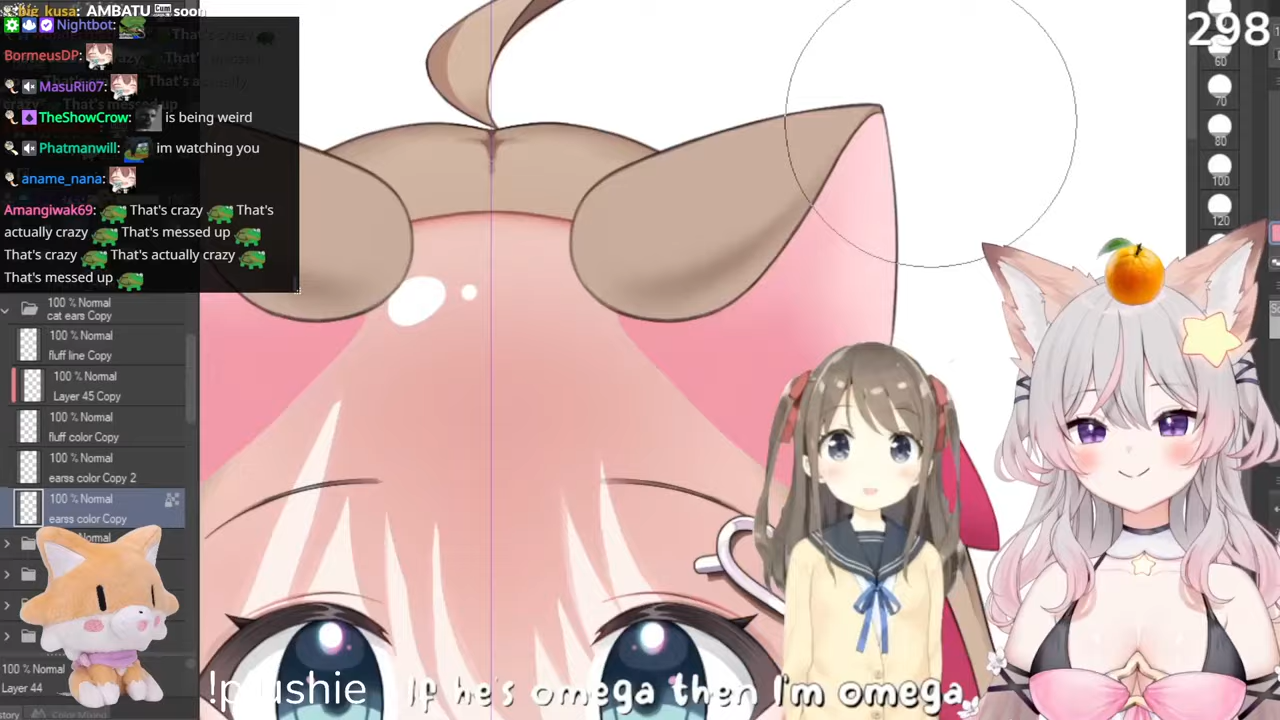 big_kusa: AMBATU Cum soon
298
Nightbot:
BormeusDP:
MasuRii07:
TheShowCrow: is being weird
Phatmanwill: im watching you
aname_nana:
Amangiwak69: That's crazy That's
actually crazy That's messed up
That's crazy That's actually crazy
That's messed up
60
70
80
100
120
100 % Normal
cat ears Copy
100 % Normal
fluff line Copy
100 % Normal
Layer 45 Copy
100 % Normal
fluff color Copy
100 % Normal
earss color Copy 2
100 % Normal
earss color Copy
100 % Normal
Layer 44
!plushie
If he's omega then I'm omega.